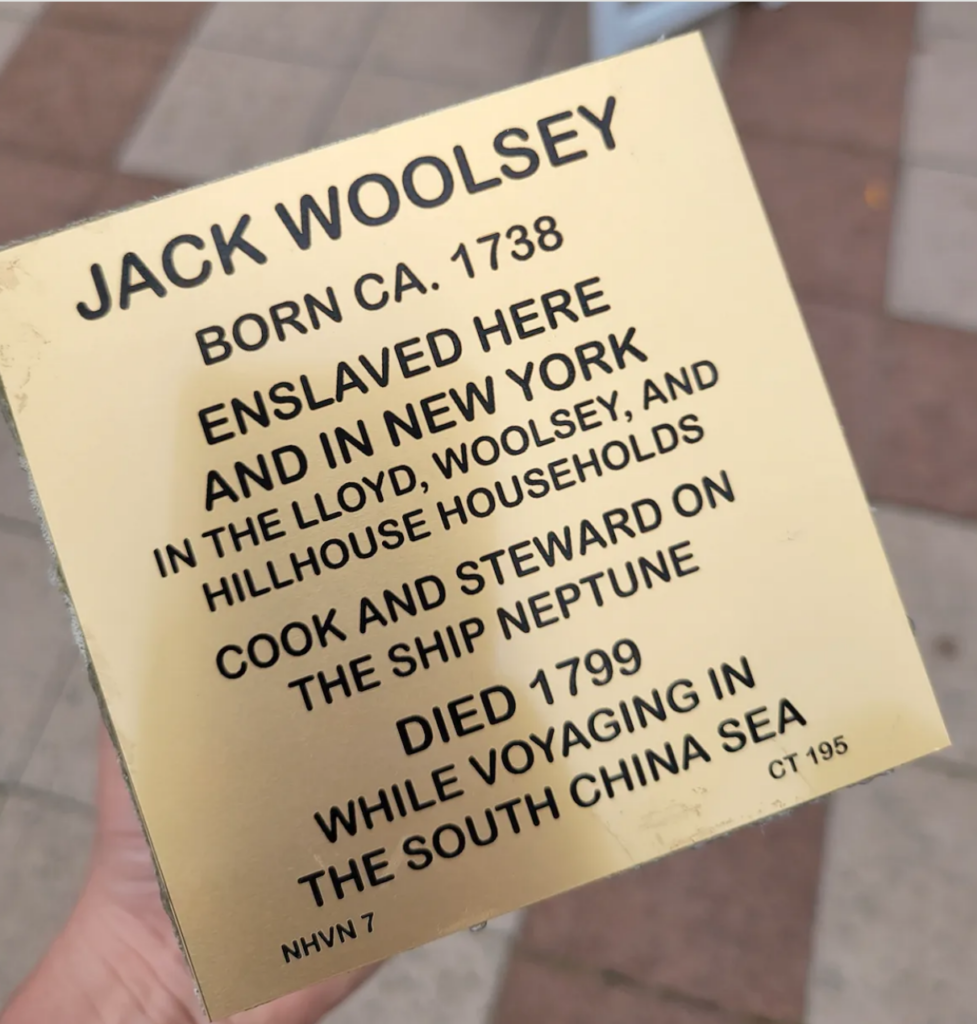 JACK WOOLSEY
BORN CA. 1738
ENSLAVED HERE
AND IN NEW YORK
IN THE LLOYD, WOOLSEY, AND
HILLHOUSE HOUSEHOLDS
COOK AND STEWARD ON
THE SHIP NEPTUNE
DIED 1799
WHILE VOYAGING IN
THE SOUTH CHINA SEA
CT 195
NHVN 7